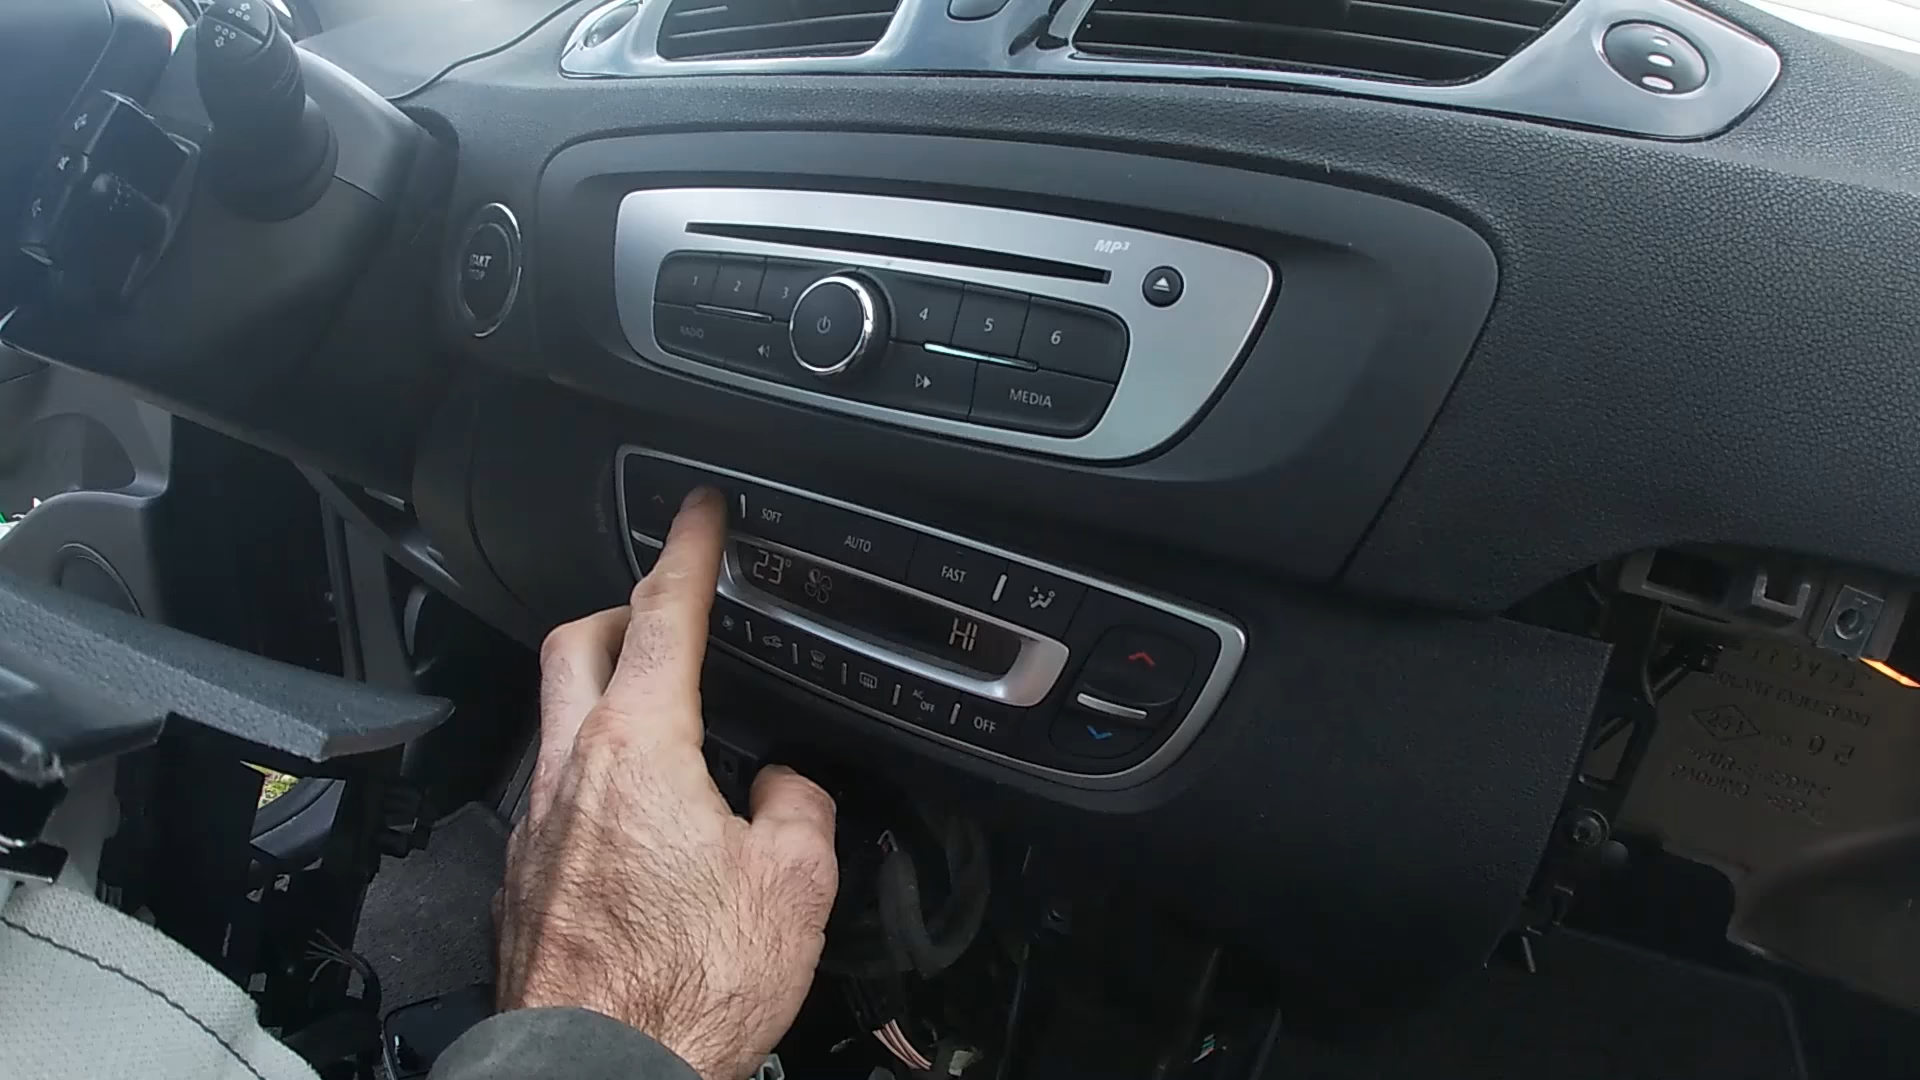 START
STOP
MP3
1
2
3
4
5
6
RADIO
MEDIA
SOFT
AUTO
FAST
23°
HI
AC
OFF
OFF